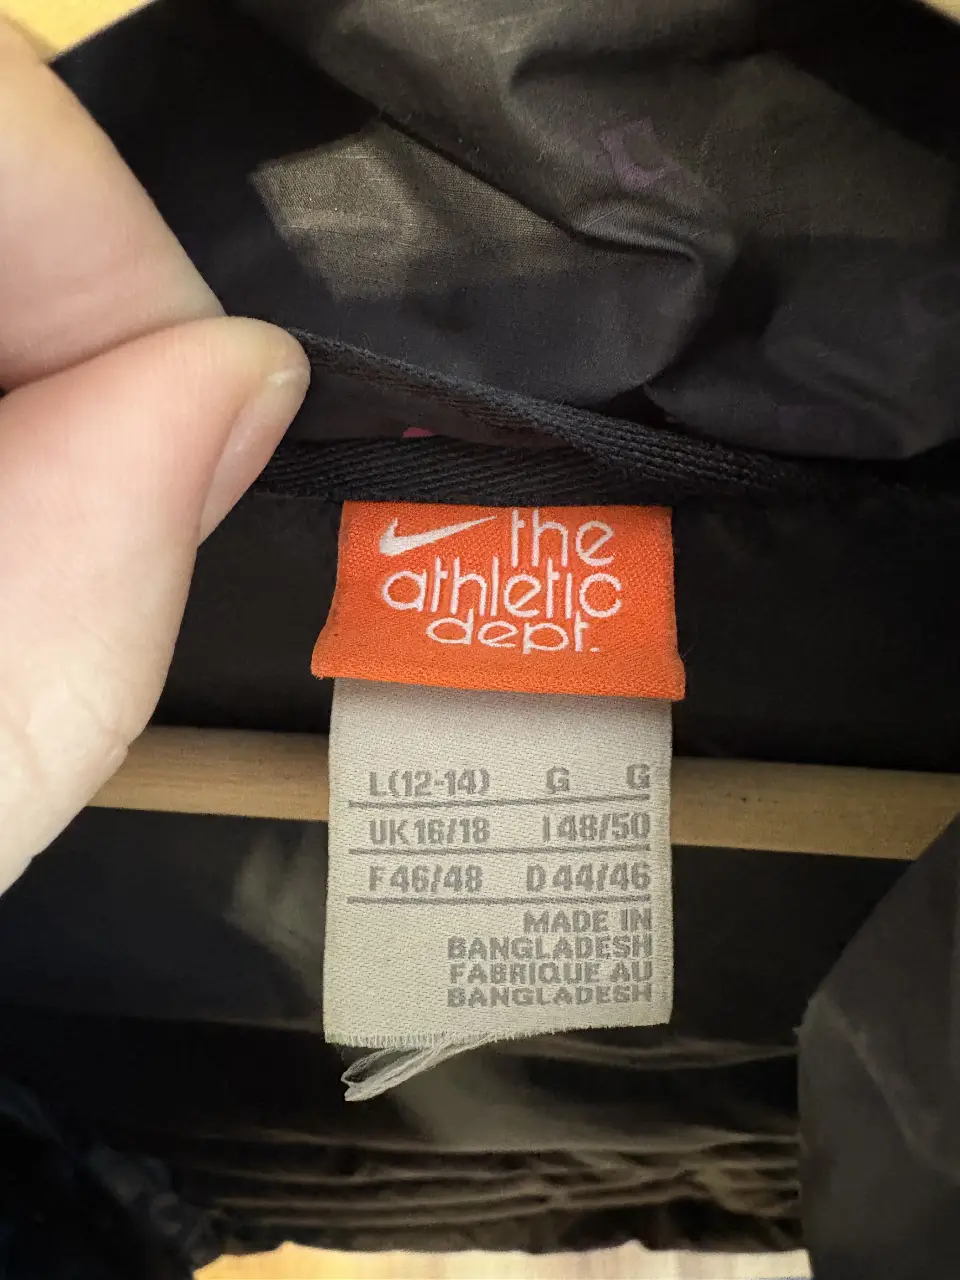 the
athletic
dept.
L(12-14) G G
UK 16/18 I 48/50
F 46/48 D 44/46
MADE IN
BANGLADESH
FABRIQUE AU
BANGLADESH